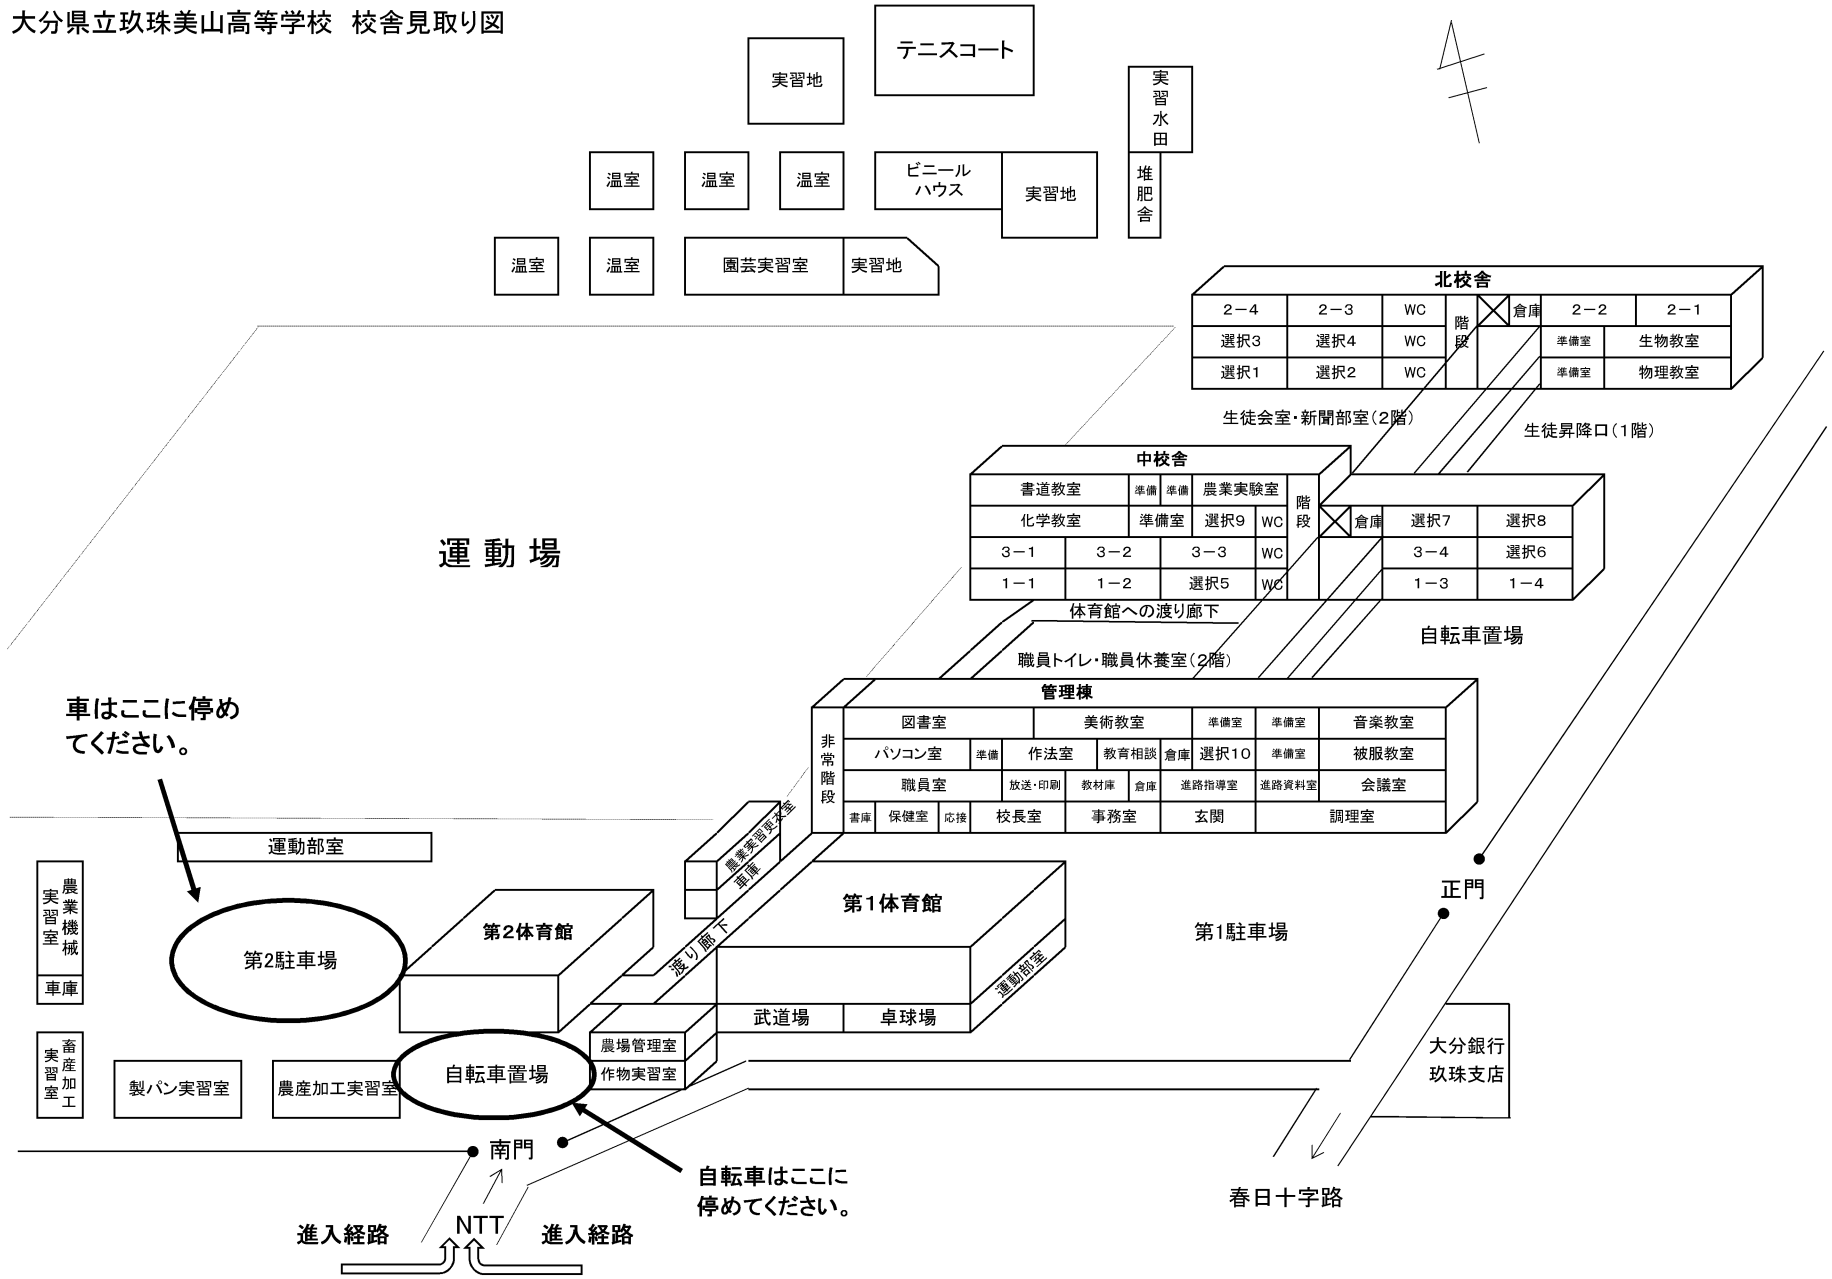 大分県立玖珠美山高等学校　校舎見取り図
テニスコート
実習地
実習水田
温室
温室
温室
ビニール
ハウス
実習地
堆肥舎
温室
温室
園芸実習室
実習地
北校舎
2－4
2－3
WC
階段
倉庫
2－2
2－1
選択3
選択4
WC
準備室
生物教室
選択1
選択2
WC
準備室
物理教室
生徒会室・新聞部室（2階）
生徒昇降口（1階）
中校舎
書道教室
準備
準備
農業実験室
階段
化学教室
準備室
選択9
WC
倉庫
選択7
選択8
3－1
3－2
3－3
WC
3－4
選択6
1－1
1－2
選択5
WC
1－3
1－4
運動場
体育館への渡り廊下
自転車置場
職員トイレ・職員休養室（2階）
管理棟
非常階段
図書室
美術教室
準備室
準備室
音楽教室
パソコン室
準備
作法室
教育相談
倉庫
選択10
準備室
被服教室
職員室
放送・印刷
教材庫
倉庫
進路指導室
進路資料室
会議室
書庫
保健室
応接
校長室
事務室
玄関
調理室
車はここに停め
てください。
運動部室
農業実習更衣室
車庫
農業機械
実習室
車庫
第2駐車場
第2体育館
渡り廊下
第1体育館
運動部室
武道場
卓球場
第1駐車場
正門
農場管理室
作物実習室
畜産加工
実習室
製パン実習室
農産加工実習室
自転車置場
大分銀行
玖珠支店
南門
自転車はここに
停めてください。
春日十字路
NTT
進入経路
進入経路